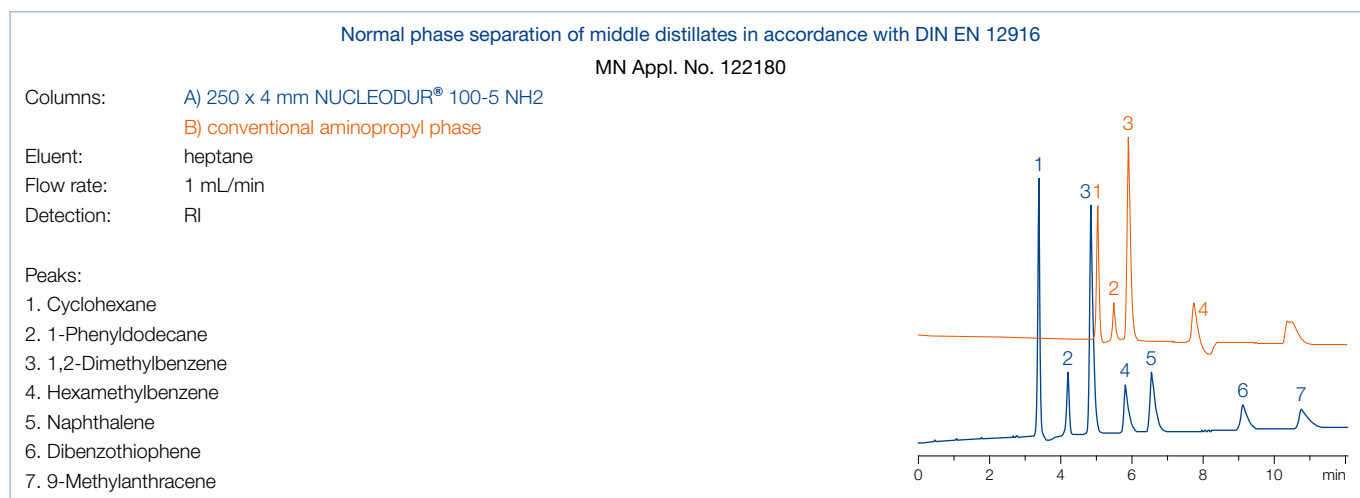 Normal phase separation of middle distillates in accordance with DIN EN 12916
MN Appl. No. 122180
Columns: A) 250 x 4 mm NUCLEODUR® 100-5 NH2
B) conventional aminopropyl phase
Eluent: heptane
Flow rate: 1 mL/min
Detection: RI
Peaks:
1. Cyclohexane
2. 1-Phenyldodecane
3. 1,2-Dimethylbenzene
4. Hexamethylbenzene
5. Naphthalene
6. Dibenzothiophene
7. 9-Methylanthracene
3
1
3 1
2
4
2
4
5
6
7
0 2 4 6 8 10 min